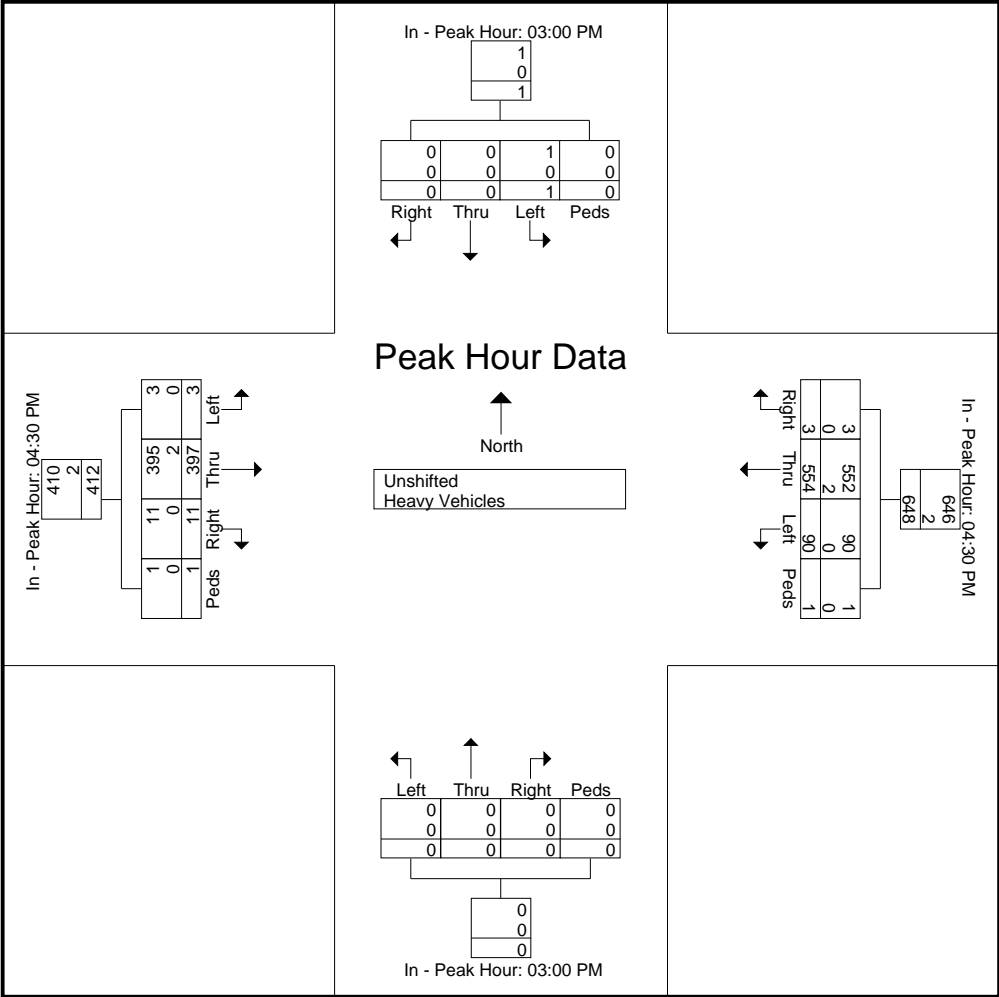 In - Peak Hour: 03:00 PM
1
0
1
0 0 1 0
0 0 0 0
0 0 1 0
Right Thru Left Peds
Peak Hour Data
North
Unshifted
Heavy Vehicles
In - Peak Hour: 04:30 PM
410
2
412
3 395 11 1
0 2 0 0
3 397 11 1
Left Thru Right Peds
In - Peak Hour: 04:30 PM
646
2
648
3 552 90 1
0 2 0 0
3 554 90 1
Right Thru Left Peds
Left Thru Right Peds
0 0 0 0
0 0 0 0
0 0 0 0
0
0
0
In - Peak Hour: 03:00 PM